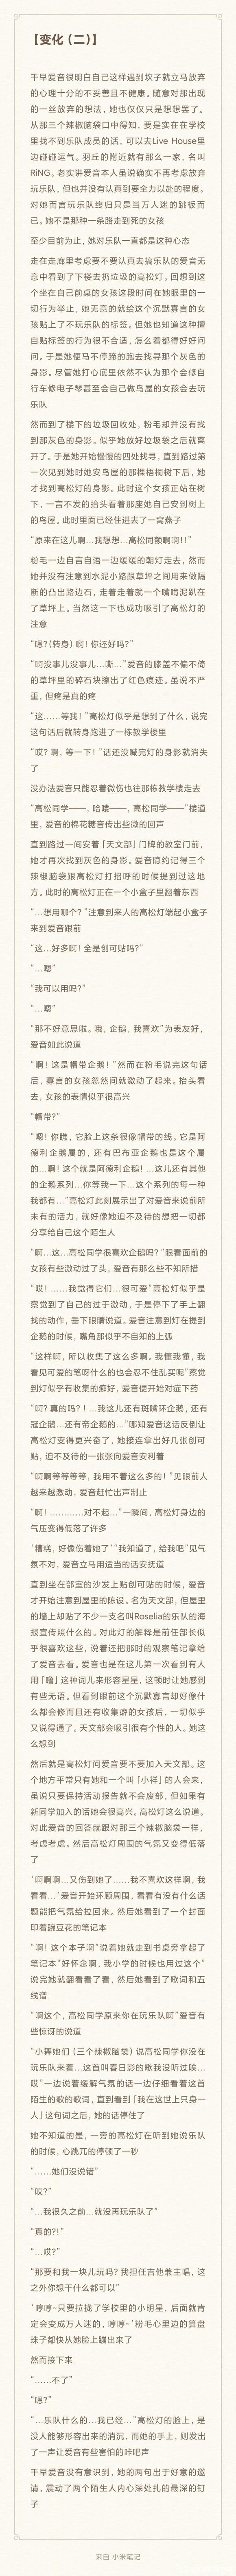 【变化（二）】
千早爱音很明白自己这样遇到坎子就立马放弃
的心理十分的不妥善且不健康。随意对那出现
的一丝放弃的想法，她也仅仅只是想想罢了。
从那三个辣椒脑袋口中得知，要是实在在学校
里找不到乐队成员的话，可以去Live House里
边碰碰运气。羽丘的附近就有那么一家，名叫
RiNG。老实讲爱音本人虽说确实不再考虑放弃
玩乐队，但也并没有认真到要全力以赴的程度。
对她而言玩乐队终归只是当万人迷的跳板而
已。她不是那种一条路走到死的女孩
至少目前为止，她对乐队一直都是这种心态
走在走廊里考虑要不要认真去搞乐队的爱音无
意中看到了下楼去扔垃圾的高松灯。回想到这
个坐在自己前桌的女孩这段时间在她眼里的一
切行为举止，她无意的就给这个沉默寡言的女
孩贴上了不玩乐队的标签。但她也知道这种擅
自贴标签的行为很不合适，怎么着都得好好问
问。于是她便马不停蹄的跑去找寻那个灰色的
身影。尽管她打心底里依然不认为那个会修自
行车修电子琴甚至会自己做鸟屋的女孩会去玩
乐队
然而到了楼下的垃圾回收处，粉毛却并没有找
到那灰色的身影。似乎她放好垃圾袋之后就离
开了。于是她开始慢慢的四处找寻，直到路过第
一次见到她时她安鸟屋的那棵梧桐树下后，她
才找到高松灯的身影。此时这个女孩正站在树
下，一言不发的抬头看着那座她自己安到树上
的鸟屋。此时里面已经住进去了一窝燕子
“原来在这儿啊…我想想…高松同额啊啊！！”
粉毛一边自言自语一边缓缓的朝灯走去，然而
她并没有注意到水泥小路跟草坪之间用来做隔
断的凸出路边石，走着走着就一个嘴啃泥趴在
了草坪上。当然这一下也成功吸引了高松灯的
注意
“嗯？（转身）啊！你还好吗？”
“啊没事儿没事儿…嘶…”爱音的膝盖不偏不倚
的草坪里的碎石块擦出了红色痕迹。虽说不严
重，但疼是真的疼
“这……等我！”高松灯似乎是想到了什么，说完
这句话后就转身跑进了一栋教学楼里
“哎？啊，等一下！”话还没喊完灯的身影就消失
了
没办法爱音只能忍着微伤也往那栋教学楼走去
“高松同学——，哈喽——，高松同学——”楼道
里，爱音的棉花糖音传出些微的回声
直到路过一间安着「天文部」门牌的教室门前，
她才再次找到灰色的身影。爱音隐约记得三个
辣椒脑袋跟高松灯打招呼的时候提到过这地
方。此时的高松灯正在一个小盒子里翻着东西
“…想用哪个？”注意到来人的高松灯端起小盒子
来到爱音跟前
“这…好多啊！全是创可贴吗？”
“…嗯”
“我可以用吗？”
“…嗯”
“那不好意思啦。哦，企鹅，我喜欢”为表友好，
爱音如此说道
“啊！这是帽带企鹅！”然而在粉毛说完这句话
后，寡言的女孩忽然间就激动了起来。抬头看
去，女孩的表情似乎很高兴
“帽带？”
“嗯！你瞧，它脸上这条很像帽带的线。它是阿
德利企鹅属的，还有巴布亚企鹅也是这个属
的…啊！这个就是阿德利企鹅！…这儿还有其他
的企鹅系列…你等我一下…这个系列的每一种
我都有…”高松灯此刻展示出了对爱音来说前所
未有的活力，就好像她迫不及待的想把一切都
分享给自己这个陌生人
“啊…这…高松同学很喜欢企鹅吗？”眼看面前的
女孩有些激动过了头，爱音有那么些不知所措
“哎！……我觉得它们…很可爱”高松灯似乎是
察觉到了自己的过于激动，于是停下了手上翻
找的动作，垂下眼睛说道。爱音注意到灯在提到
企鹅的时候，嘴角那似乎不自知的上弧
“这样啊，所以收集了这么多啊。我懂我懂，我
看见可爱的笔呀什么的也会忍不住乱买呢”察觉
到灯似乎有收集的癖好，爱音便开始对症下药
“啊？真的吗？！…我这儿还有斑嘴环企鹅，还有
冠企鹅…还有帝企鹅的…”哪知爱音这话反倒让
高松灯变得更兴奋了，她接连拿出好几张创可
贴，迫不及待的一张张向爱音安利着
“啊啊等等等等，我用不着这么多的！”见眼前人
越来越激动，爱音赶忙出声制止
“啊！…………对不起…”一瞬间，高松灯身边的
气压变得低落了许多
‘糟糕，好像伤着她了’“我知道了，给我吧”见气
氛不对，爱音立马用适当的话安抚道
直到坐在部室的沙发上贴创可贴的时候，爱音
才开始注意到屋里的陈设。名为天文部，但屋里
的墙上却贴了不少一支名叫Roselia的乐队的海
报宣传照什么的。对此灯的解释是前任部长似
乎很喜欢这些，说着还把那时的观察笔记拿给
了爱音去看。爱音也是在这儿第一次看到有人
用「噜」这种词儿来形容星星，这顿时让她感到
有些无语。但看到眼前这个沉默寡言却好像什
么都会修而且还有收集癖的女孩后，一切似乎
又说得通了。天文部会吸引很有个性的人。她这
么想到
然后就是高松灯问爱音要不要加入天文部。这
个地方平常只有她和一个叫「小祥」的人会来，
虽说只要保持活动报告就不会废部，但如果有
新同学加入的话她会很高兴。高松灯这么说道。
对此爱音的回答就跟对那三个辣椒脑袋一样，
考虑考虑。然后高松灯周围的气氛又变得低落
了
‘啊啊啊…又伤到她了……我不喜欢这样啊，我
看看…’爱音开始环顾周围，看看有没有什么话
题能把气氛给拉回来。然后她看到了一个封面
印着豌豆花的笔记本
“啊！这个本子啊”说着她就走到书桌旁拿起了
笔记本“好怀念啊，我小学的时候也用过这个”
说完她就翻看看了看，然后她看到了歌词和五
线谱
“啊这个，高松同学原来你在玩乐队啊”爱音有
些惊讶的说道
“小舞她们（三个辣椒脑袋）说高松同学你没在
玩乐队来着…这首叫春日影的歌我没听过唉…
哎”一边说着缓解气氛的话一边仔细看着这首
陌生的歌的歌词，直到看到「我在这世上只身一
人」这句词之后，她的话停住了
她不知道的是，一旁的高松灯在听到她说乐队
的时候，心跳兀的停顿了一秒
“……她们没说错”
“哎？”
“…我很久之前…就没再玩乐队了”
“真的？！”
“…哎？”
“那要和我一块儿玩吗？我担任吉他兼主唱，这
之外你想干什么都可以”
‘哼哼~只要拉拢了学校里的小明星，后面就肯
定会变成万人迷的，哼哼~’粉毛心里边的算盘
珠子都快从她脸上蹦出来了
然而接下来
“……不了”
“嗯？”
“…乐队什么的…我已经…”高松灯的脸上，是
没人能够形容出来的消沉，而她的手上，则发出
了一声让爱音有些害怕的咔吧声
千早爱音没有意识到，她的两句出于好意的邀
请，震动了两个陌生人内心深处扎的最深的钉
子
来自 小米笔记